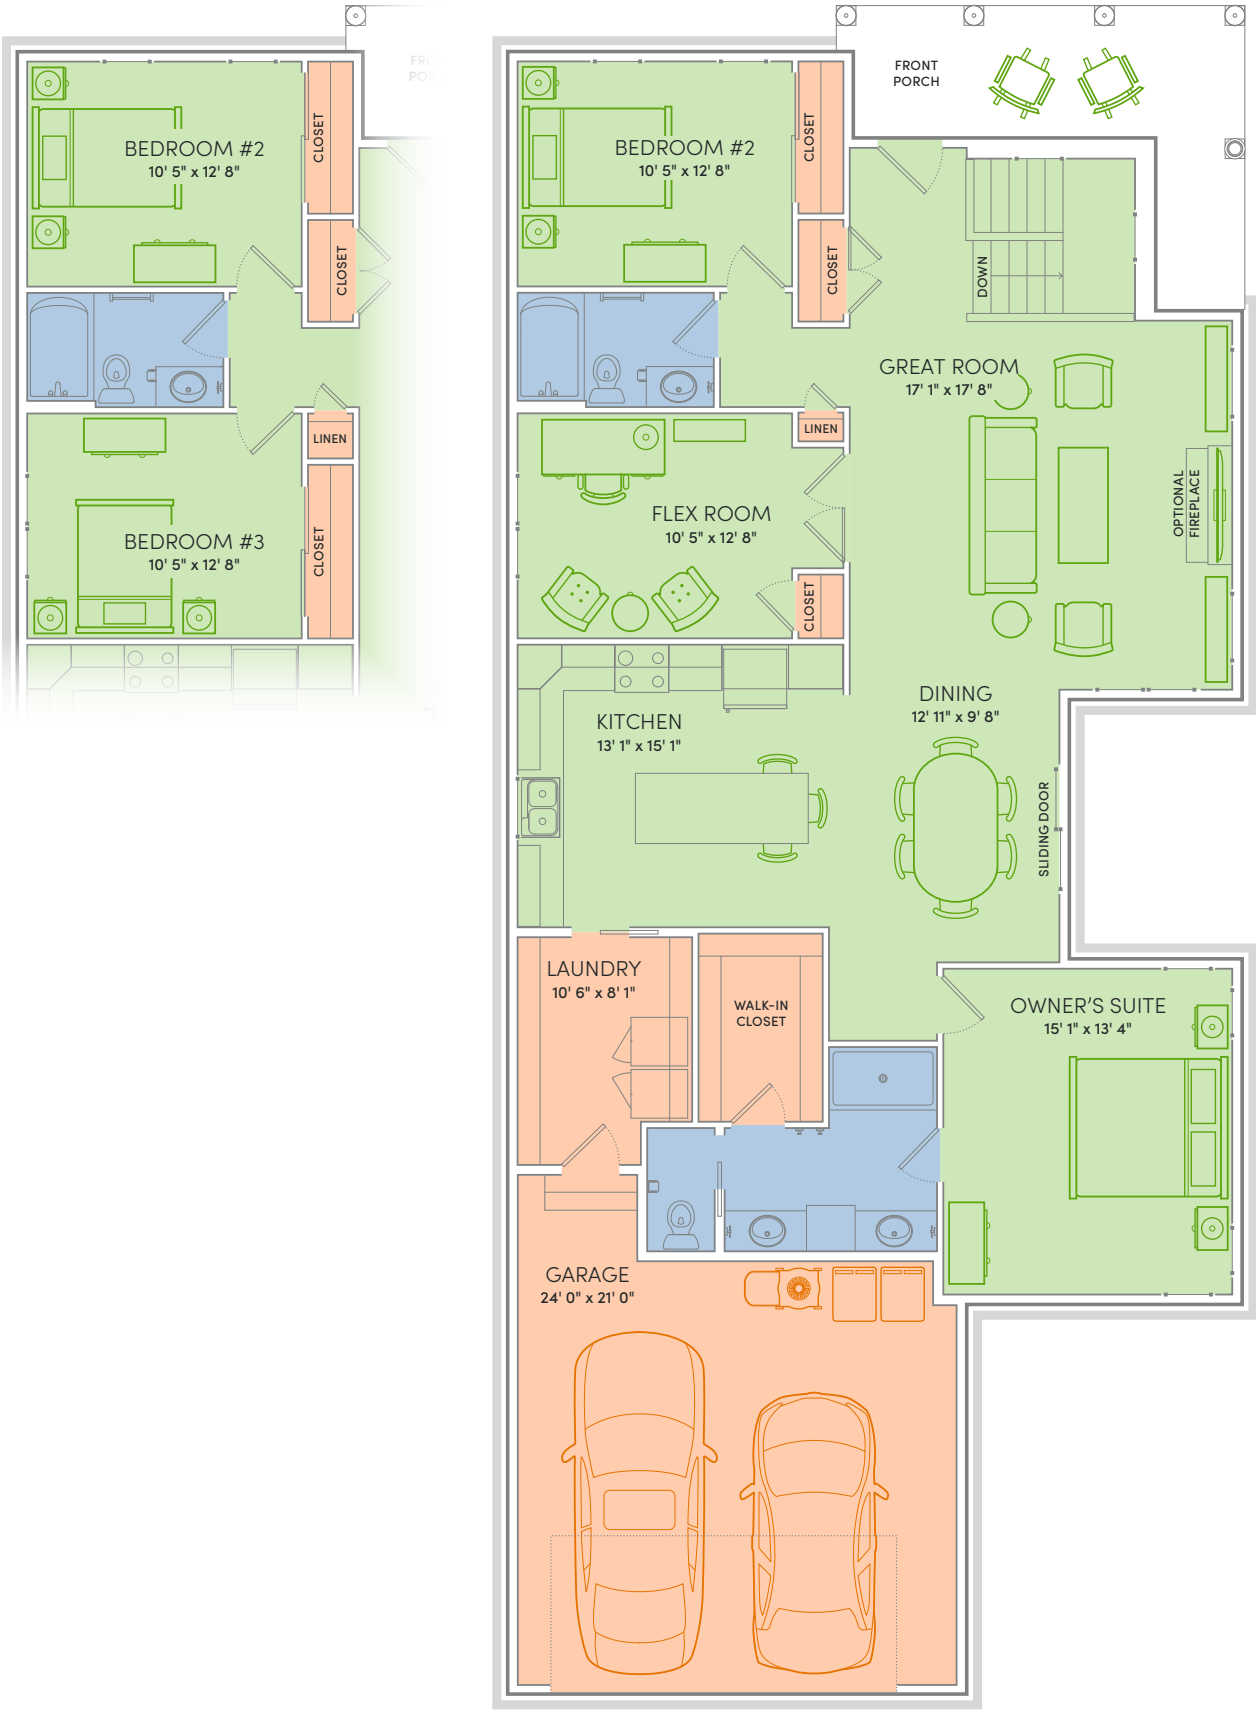 BEDROOM #2
10' 5" x 12' 8"
CLOSET
CLOSET
LINEN
BEDROOM #3
10' 5" x 12' 8"
CLOSET
FRONT
PORCH
BEDROOM #2
10' 5" x 12' 8"
CLOSET
CLOSET
DOWN
GREAT ROOM
17' 1" x 17' 8"
LINEN
OPTIONAL
FIREPLACE
FLEX ROOM
10' 5" x 12' 8"
CLOSET
DINING
12' 11" x 9' 8"
KITCHEN
13' 1" x 15' 1"
SLIDING DOOR
LAUNDRY
10' 6" x 8' 1"
WALK-IN
CLOSET
OWNER’S SUITE
15' 1" x 13' 4"
GARAGE
24' 0" x 21' 0"